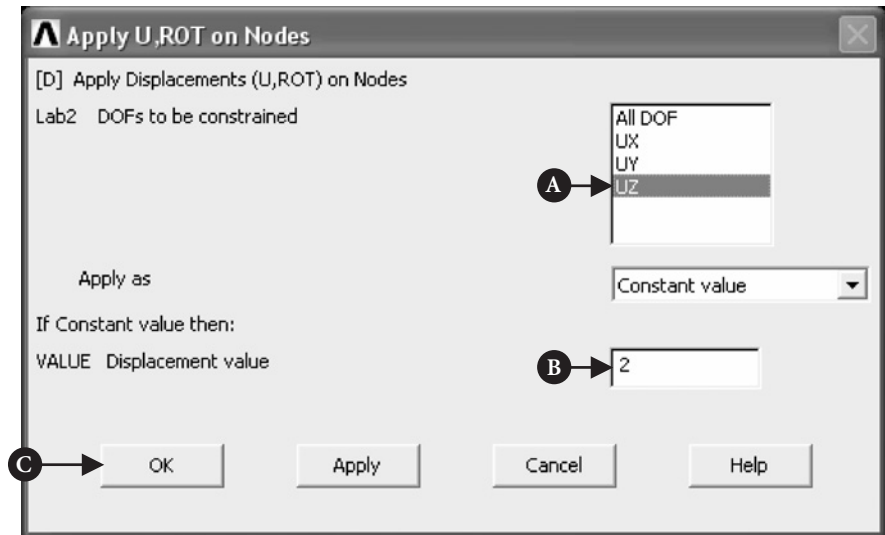 Apply U,ROT on Nodes
[D] Apply Displacements (U,ROT) on Nodes
Lab2 DOFs to be constrained
All DOF
UX
UY
A
UZ
Apply as
Constant value
If Constant value then:
VALUE Displacement value
B
2
C
OK
Apply
Cancel
Help